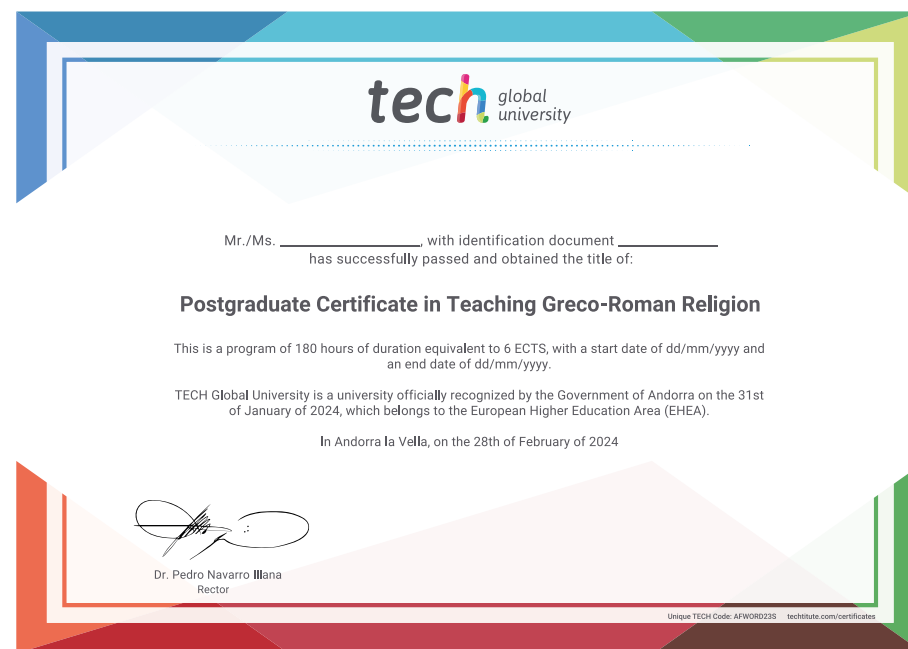 tech global university
Mr./Ms. ____________________, with identification document ______________
has successfully passed and obtained the title of:
Postgraduate Certificate in Teaching Greco-Roman Religion
This is a program of 180 hours of duration equivalent to 6 ECTS, with a start date of dd/mm/yyyy and
an end date of dd/mm/yyyy.
TECH Global University is a university officially recognized by the Government of Andorra on the 31st
of January of 2024, which belongs to the European Higher Education Area (EHEA).
In Andorra la Vella, on the 28th of February of 2024
Dr. Pedro Navarro Illana
Rector
Unique TECH Code: AFWORD23S techtitute.com/certificates